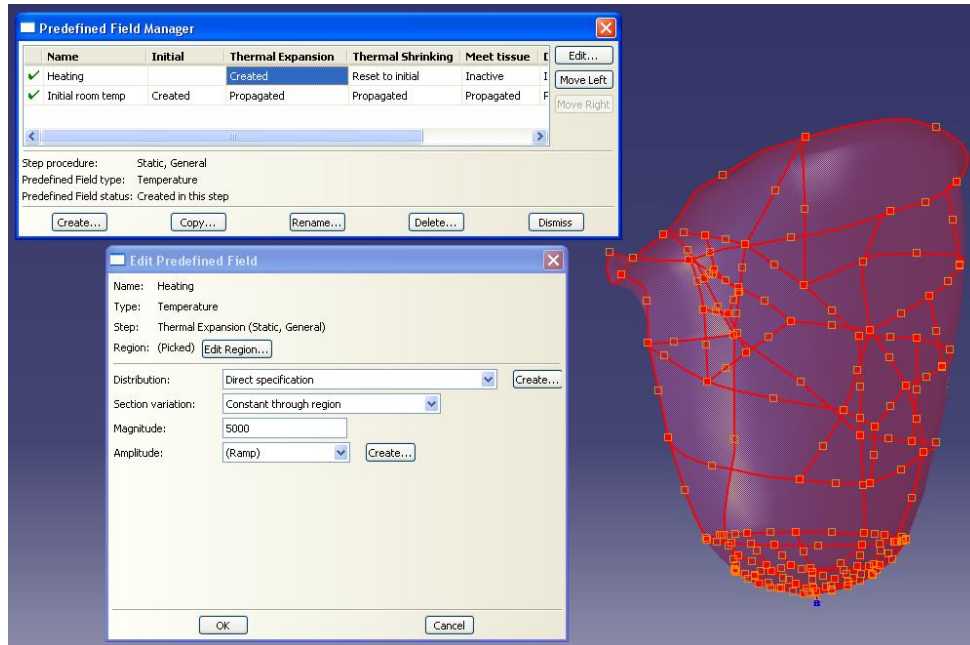 Predefined Field Manager
Name Initial Thermal Expansion Thermal Shrinking Meet tissue
Edit...
Heating Created Reset to initial Inactive I
Move Left
Initial room temp Created Propagated Propagated Propagated
Move Right
Step procedure: Static, General
Predefined Field type: Temperature
Predefined Field status: Created in this step
Create... Copy... Rename... Delete... Dismiss
Edit Predefined Field
Name: Heating
Type: Temperature
Step: Thermal Expansion (Static, General)
Region: (Picked) Edit Region...
Distribution: Direct specification Create...
Section variation: Constant through region
Magnitude: 5000
Amplitude: (Ramp) Create...
OK Cancel